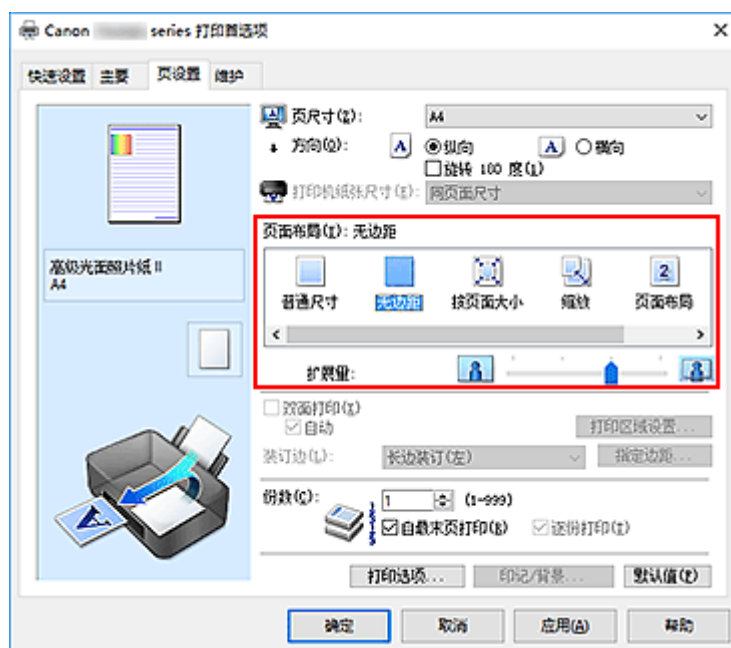 Canon series 打印首选项
快速设置 主要 页设置 维护
页尺寸(Z): A4
方向(O): A 纵向 A 横向
旋转 180 度(L)
打印机纸张尺寸(E): 同页面尺寸
页面布局(I): 无边距
高级光面照片纸 II
A4
普通尺寸 无边距 按页面大小 缩放 2 页面布局
扩展量:
双面打印(X)
自动 打印区域设置...
装订边(L): 长边装订(左) 指定边距...
份数(C): 1 (1-999)
自最末页打印(B) 逐份打印(T)
打印选项... 印记/背景... 默认值(F)
确定 取消 应用(A) 帮助